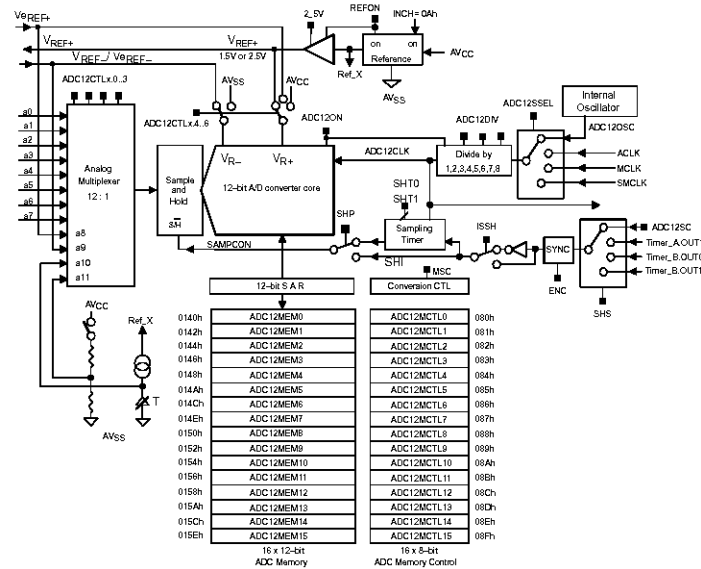 VeREF+
REFON
INCH= 0Ah
2_5V
VREF+
VREF+
1.5V or 2.5V
on
on
Reference
AVCC
Ref_X
AVSS
VREF–/ VeREF–
ADC12CTLx.0..3
AVSS
AVCC
ADC12CTLx.4..6
ADC12ON
ADC12SSEL
Internal
Oscillator
ADC12OSC
ADC12DIV
ADC12CLK
Divide by
1,2,3,4,5,6,7,8
ACLK
MCLK
SMCLK
a0
a1
a2
a3
a4
a5
a6
a7
a8
a9
a10
a11
Analog
Multiplexer
12 : 1
Sample
and
Hold
S/H
VR–
VR+
12–bit A/D converter core
SHT0
SHT1
SHP
Sampling
Timer
ISSH
SAMPCON
SHI
SYNC
ENC
ADC12SC
Timer_A.OUT1
Timer_B.OUT0
Timer_B.OUT1
SHS
MSC
12–bit S A R
Conversion CTL
AVCC
Ref_X
T
AVSS
0140h ADC12MEM0 ADC12MCTL0 080h
0142h ADC12MEM1 ADC12MCTL1 081h
0144h ADC12MEM2 ADC12MCTL2 082h
0146h ADC12MEM3 ADC12MCTL3 083h
0148h ADC12MEM4 ADC12MCTL4 084h
014Ah ADC12MEM5 ADC12MCTL5 085h
014Ch ADC12MEM6 ADC12MCTL6 086h
014Eh ADC12MEM7 ADC12MCTL7 087h
0150h ADC12MEM8 ADC12MCTL8 088h
0152h ADC12MEM9 ADC12MCTL9 089h
0154h ADC12MEM10 ADC12MCTL10 08Ah
0156h ADC12MEM11 ADC12MCTL11 08Bh
0158h ADC12MEM12 ADC12MCTL12 08Ch
015Ah ADC12MEM13 ADC12MCTL13 08Dh
015Ch ADC12MEM14 ADC12MCTL14 08Eh
015Eh ADC12MEM15 ADC12MCTL15 08Fh
16 x 12–bit
ADC Memory
16 x 8–bit
ADC Memory Control